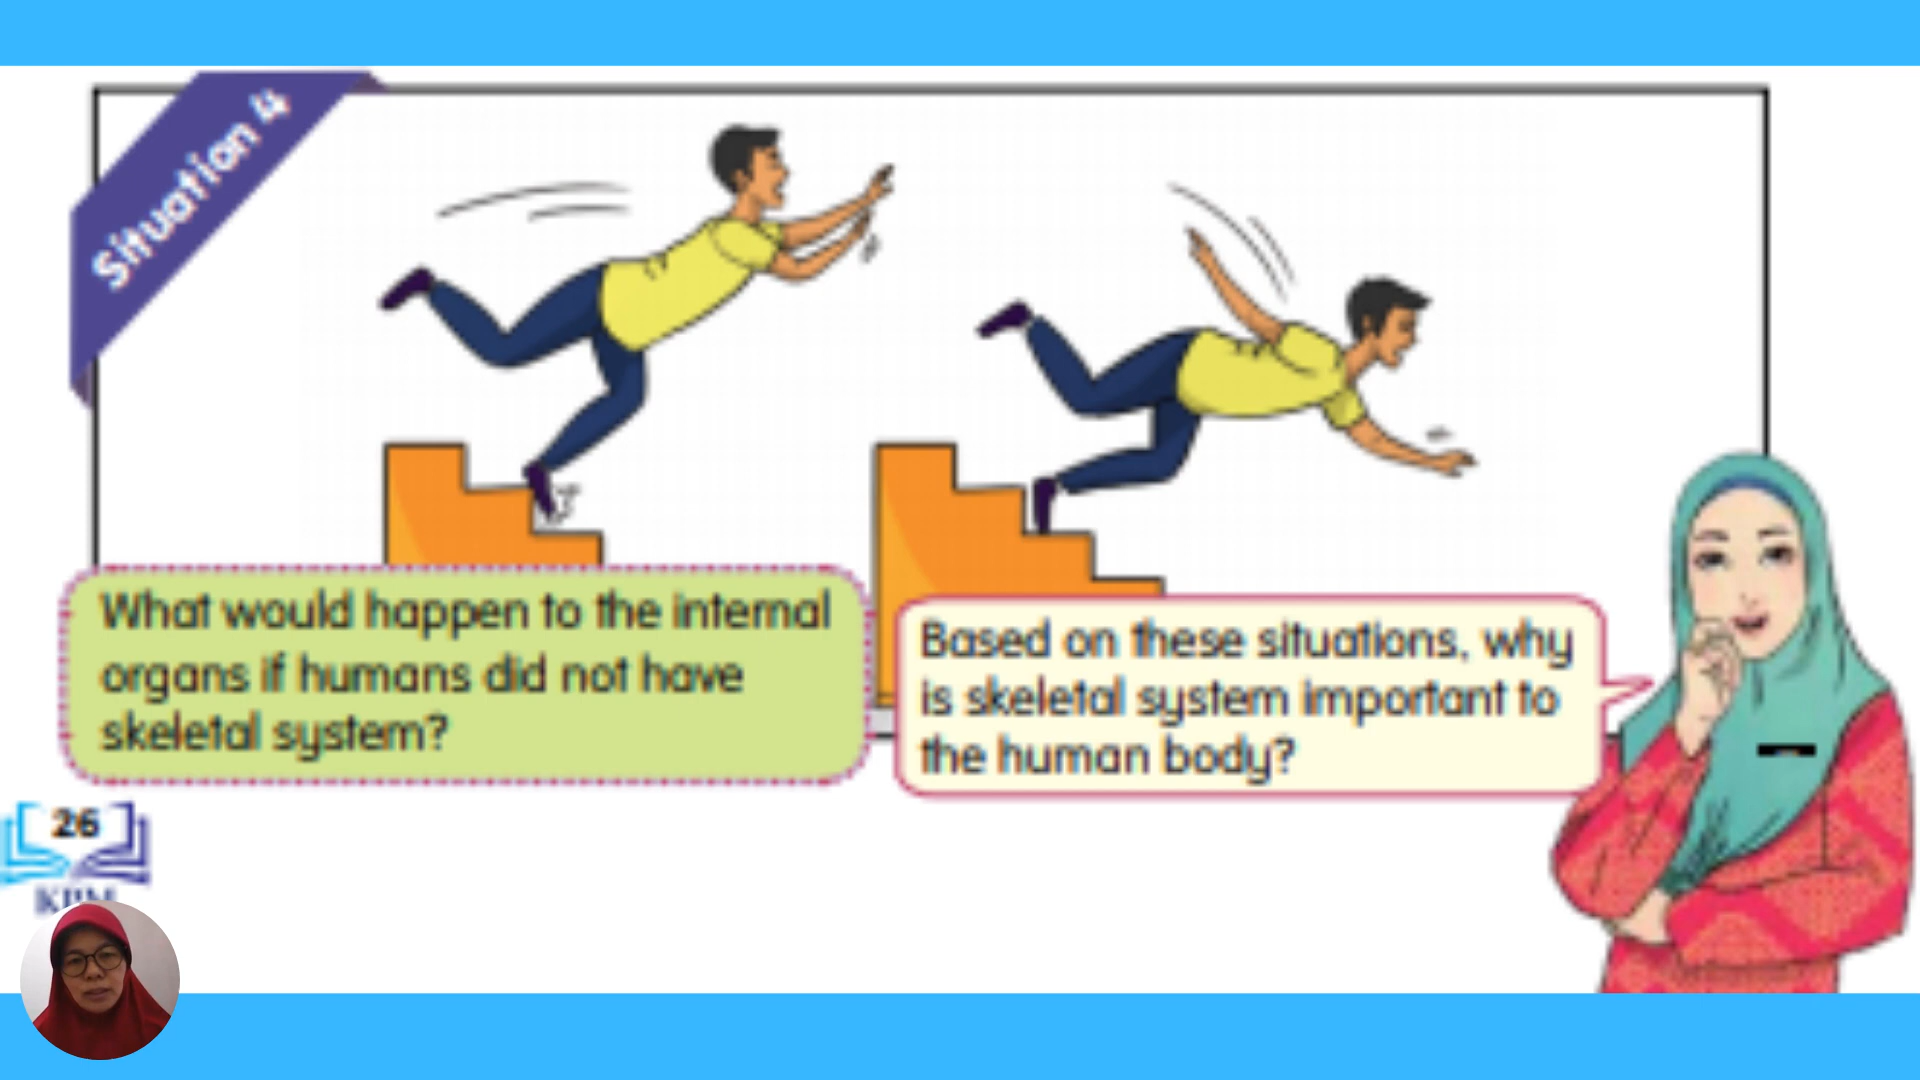 Situation 4
What would happen to the internal
organs if humans did not have
skeletal system?
Based on these situations, why
is skeletal system important to
the human body?
26